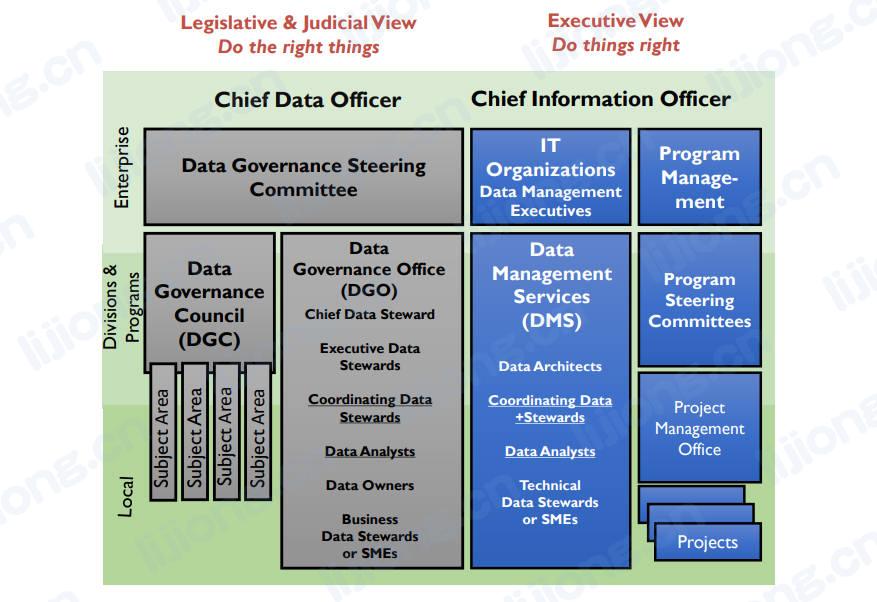 Legislative & Judicial View
Do the right things
Executive View
Do things right
Chief Data Officer
Chief Information Officer
Enterprise
Data Governance Steering
Committee
IT
Organizations
Data Management
Executives
Program
Manage-
ment
Divisions &
Programs
Data
Governance
Council
(DGC)
Data
Governance Office
(DGO)
Chief Data Steward
Executive Data
Stewards
Coordinating Data
Stewards
Data Analysts
Data Owners
Business
Data Stewards
or SMEs
Data
Management
Services
(DMS)
Data Architects
Coordinating Data
+Stewards
Data Analysts
Technical
Data Stewards
or SMEs
Program
Steering
Committees
Project
Management
Office
Projects
Local
Subject Area
Subject Area
Subject Area
Subject Area
lijiong.cn